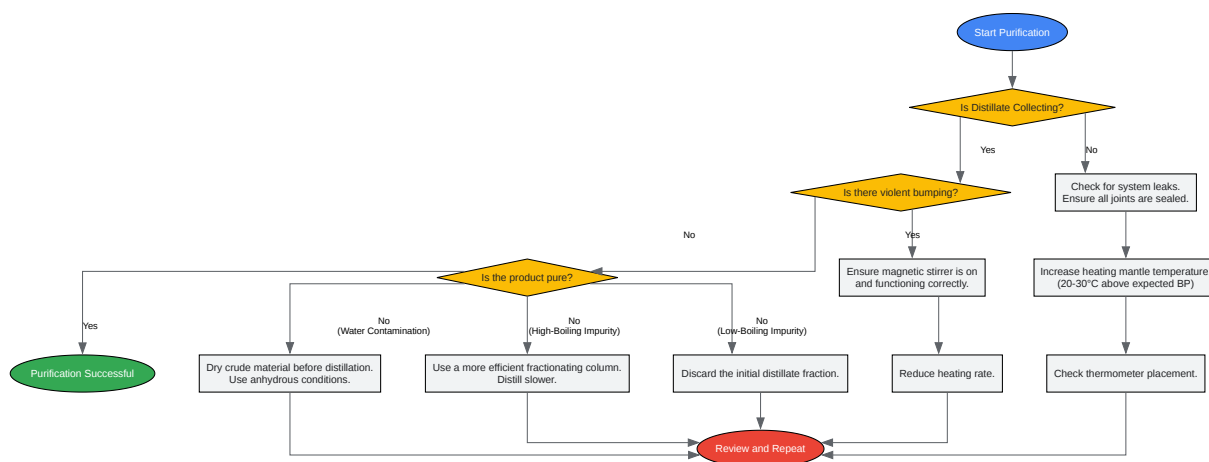 Start Purification
Is Distillate Collecting?
Yes
No
Is there violent bumping?
Check for system leaks.
Ensure all joints are sealed.
No
Yes
Is the product pure?
Ensure magnetic stirrer is on
and functioning correctly.
Increase heating mantle temperature
(20-30°C above expected BP)
Yes
No
(Water Contamination)
No
(High-Boiling Impurity)
No
(Low-Boiling Impurity)
Purification Successful
Dry crude material before distillation.
Use anhydrous conditions.
Use a more efficient fractionating column.
Distill slower.
Discard the initial distillate fraction.
Reduce heating rate.
Check thermometer placement.
Review and Repeat